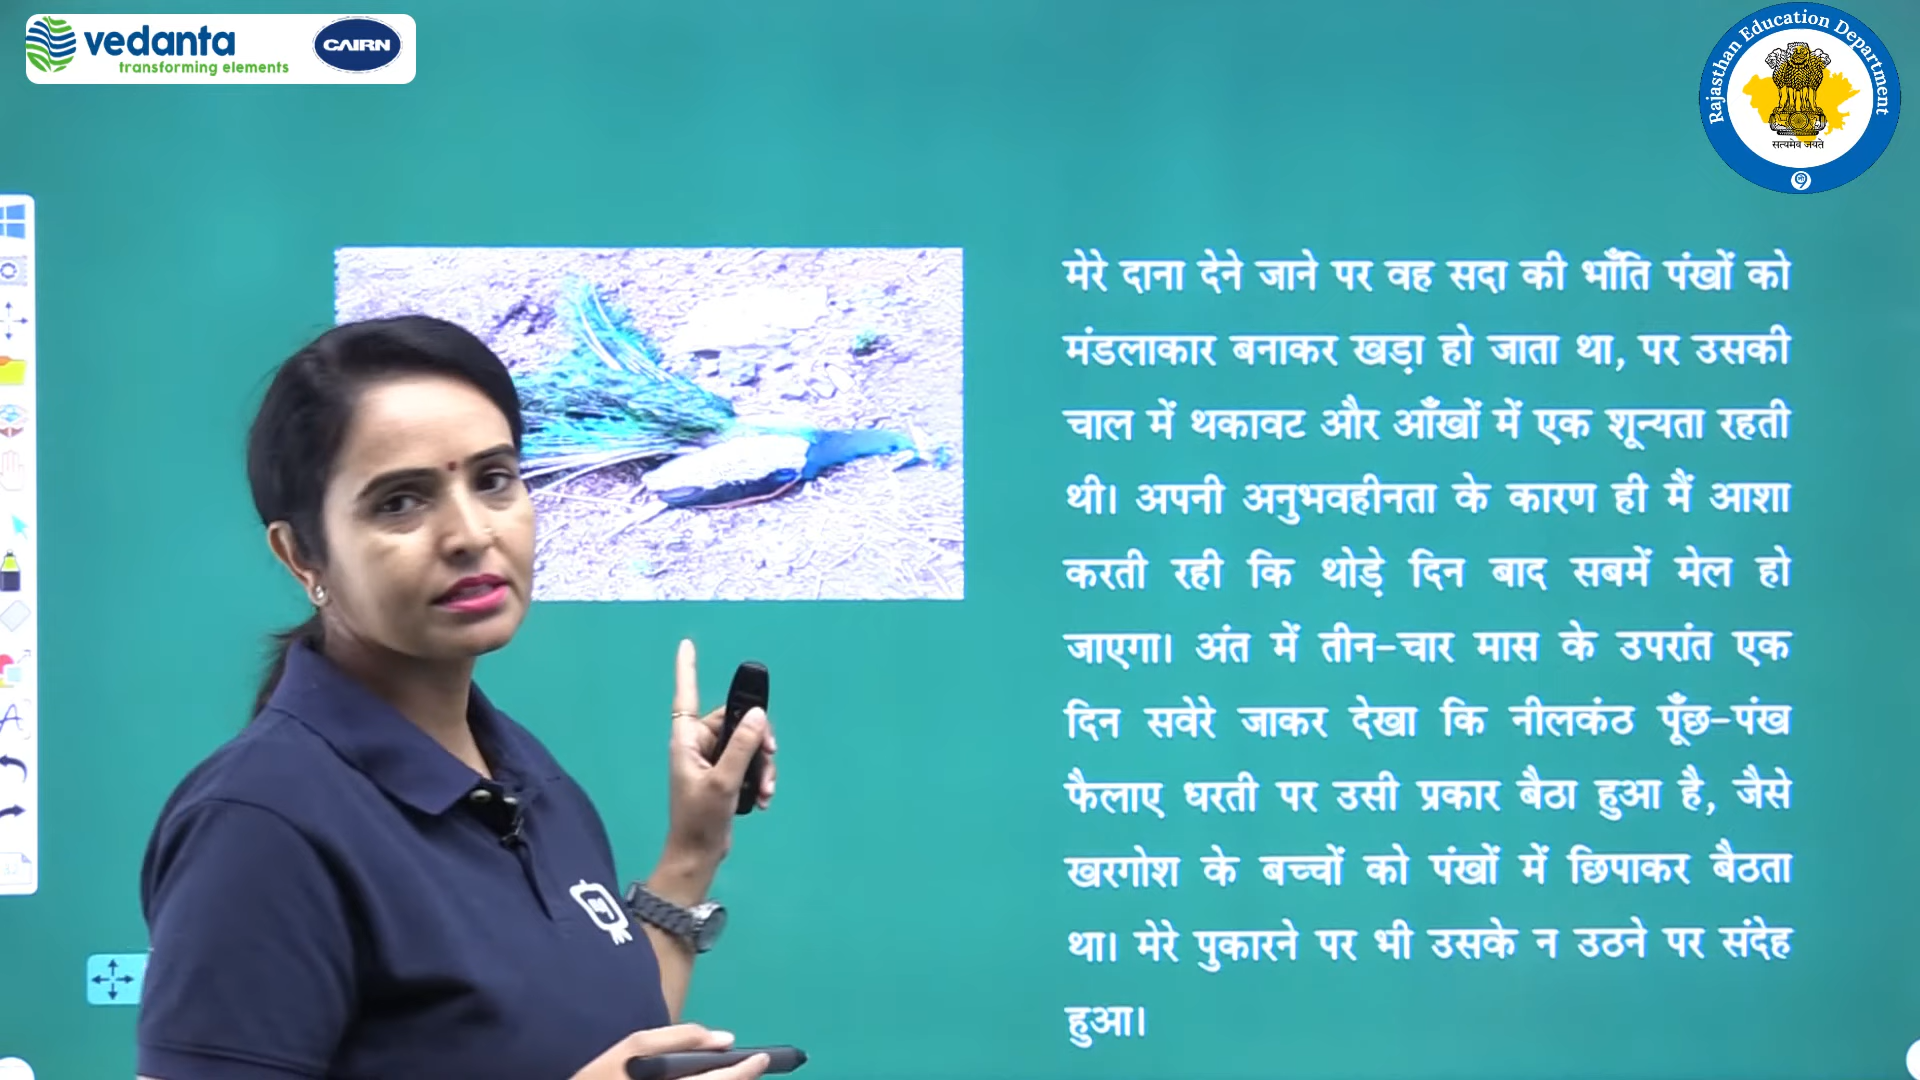 vedanta
transforming elements
CAIRN
Rajasthan Education Department
सत्यमेव जयते
मेरे दाना देने जाने पर वह सदा की भाँति पंखों को
मंडलाकार बनाकर खड़ा हो जाता था, पर उसकी
चाल में थकावट और आँखों में एक शून्यता रहती
थी। अपनी अनुभवहीनता के कारण ही मैं आशा
करती रही कि थोड़े दिन बाद सबमें मेल हो
जाएगा। अंत में तीन-चार मास के उपरांत एक
दिन सवेरे जाकर देखा कि नीलकंठ पूँछ-पंख
फैलाए धरती पर उसी प्रकार बैठा हुआ है, जैसे
खरगोश के बच्चों को पंखों में छिपाकर बैठता
था। मेरे पुकारने पर भी उसके न उठने पर संदेह
हुआ।